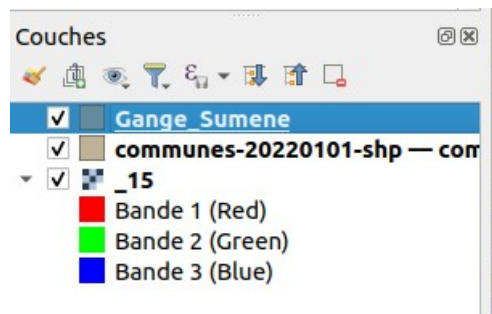 Couches
Gange_Sumene
communes-20220101-shp — com
_15
Bande 1 (Red)
Bande 2 (Green)
Bande 3 (Blue)